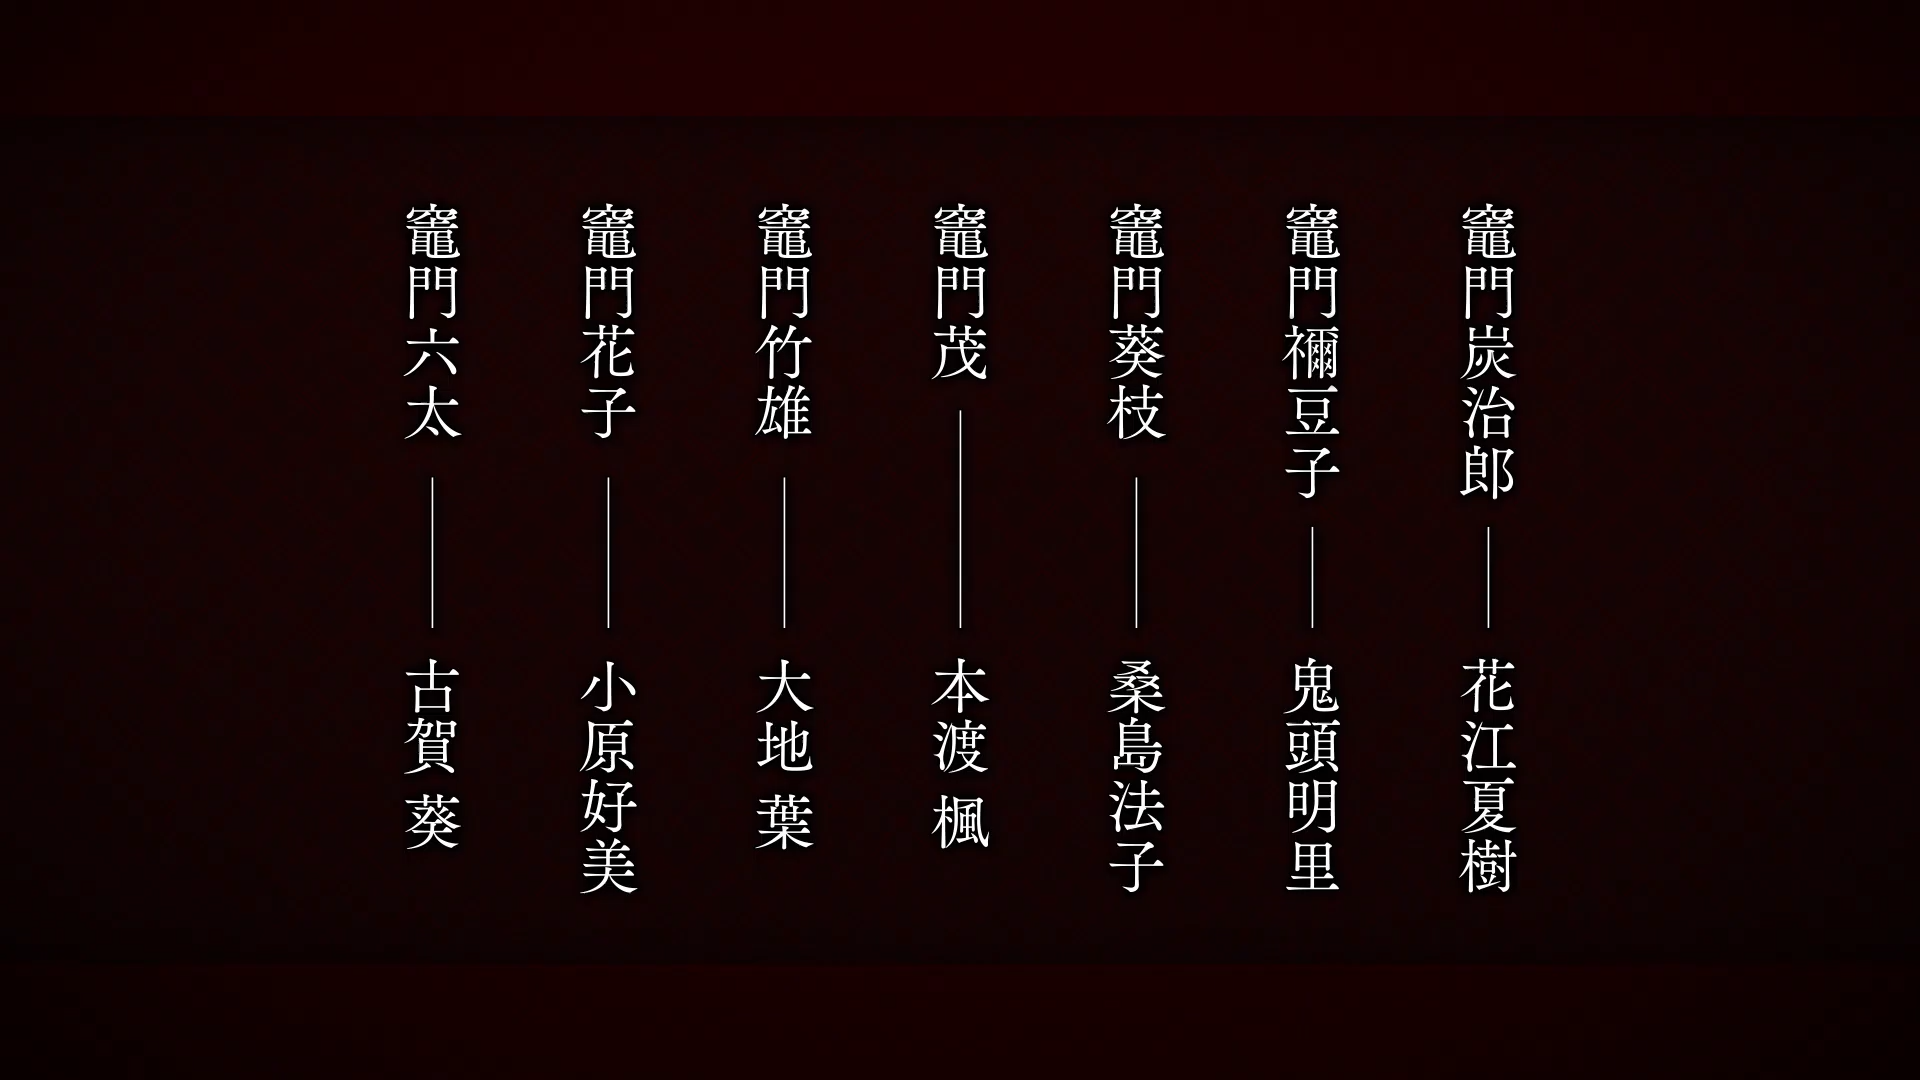 竈門炭治郎 花江夏樹
竈門禰豆子 鬼頭明里
竈門葵枝 桑島法子
竈門茂 本渡 楓
竈門竹雄 大地 葉
竈門花子 小原好美
竈門六太 古賀 葵